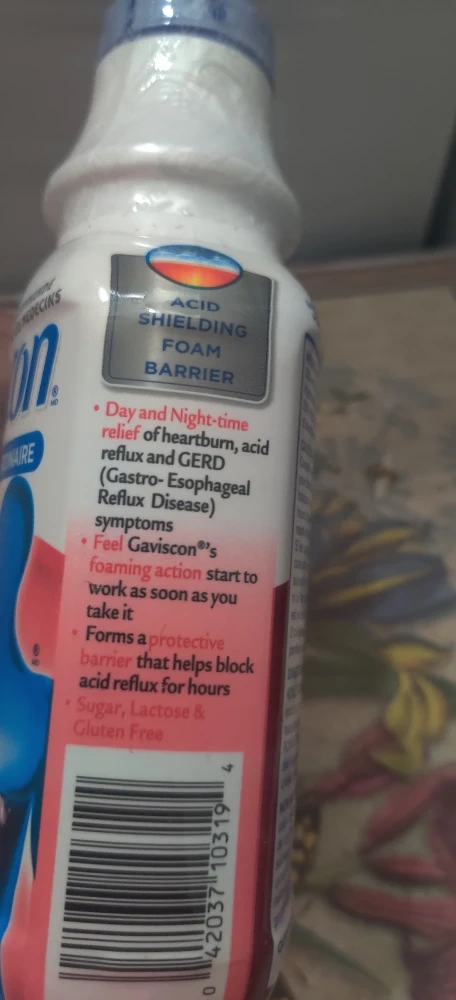 ACID
SHIELDING
FOAM
BARRIER
on®
MD
• Day and Night-time
relief of heartburn, acid
reflux and GERD
(Gastro- Esophageal
Reflux Disease)
symptoms
• Feel Gaviscon®'s
foaming action start to
work as soon as you
take it
• Forms a protective
barrier that helps block
acid reflux for hours
• Sugar, Lactose &
Gluten Free
®
MD
0 42037 10319 4